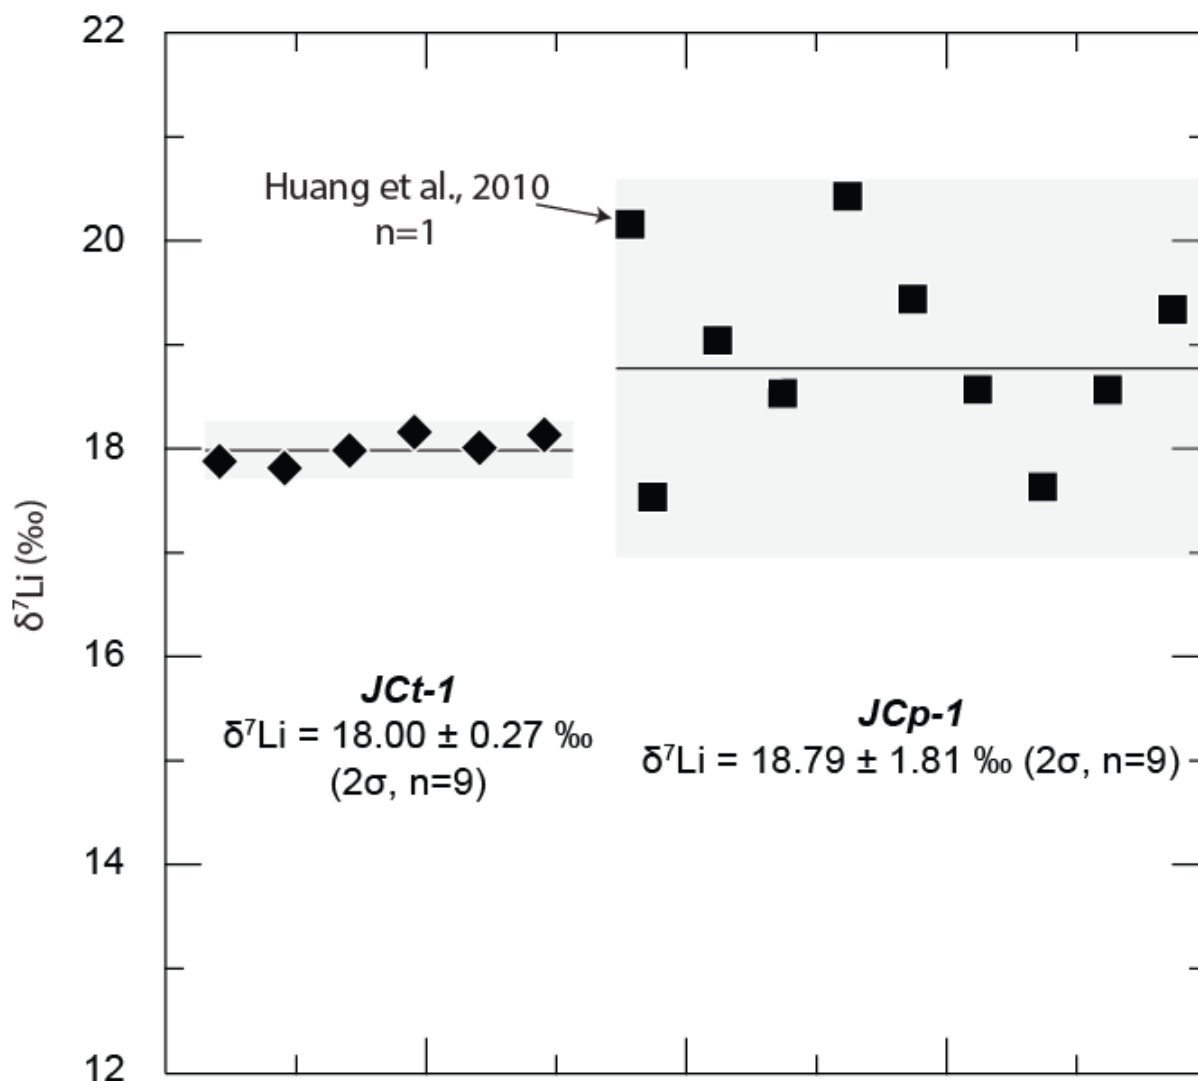 22
20
18
16
14
12
δ⁷Li (‰)
Huang et al., 2010
n=1
JCt-1
δ⁷Li = 18.00 ± 0.27 ‰
(2σ, n=9)
JCp-1
δ⁷Li = 18.79 ± 1.81 ‰ (2σ, n=9)